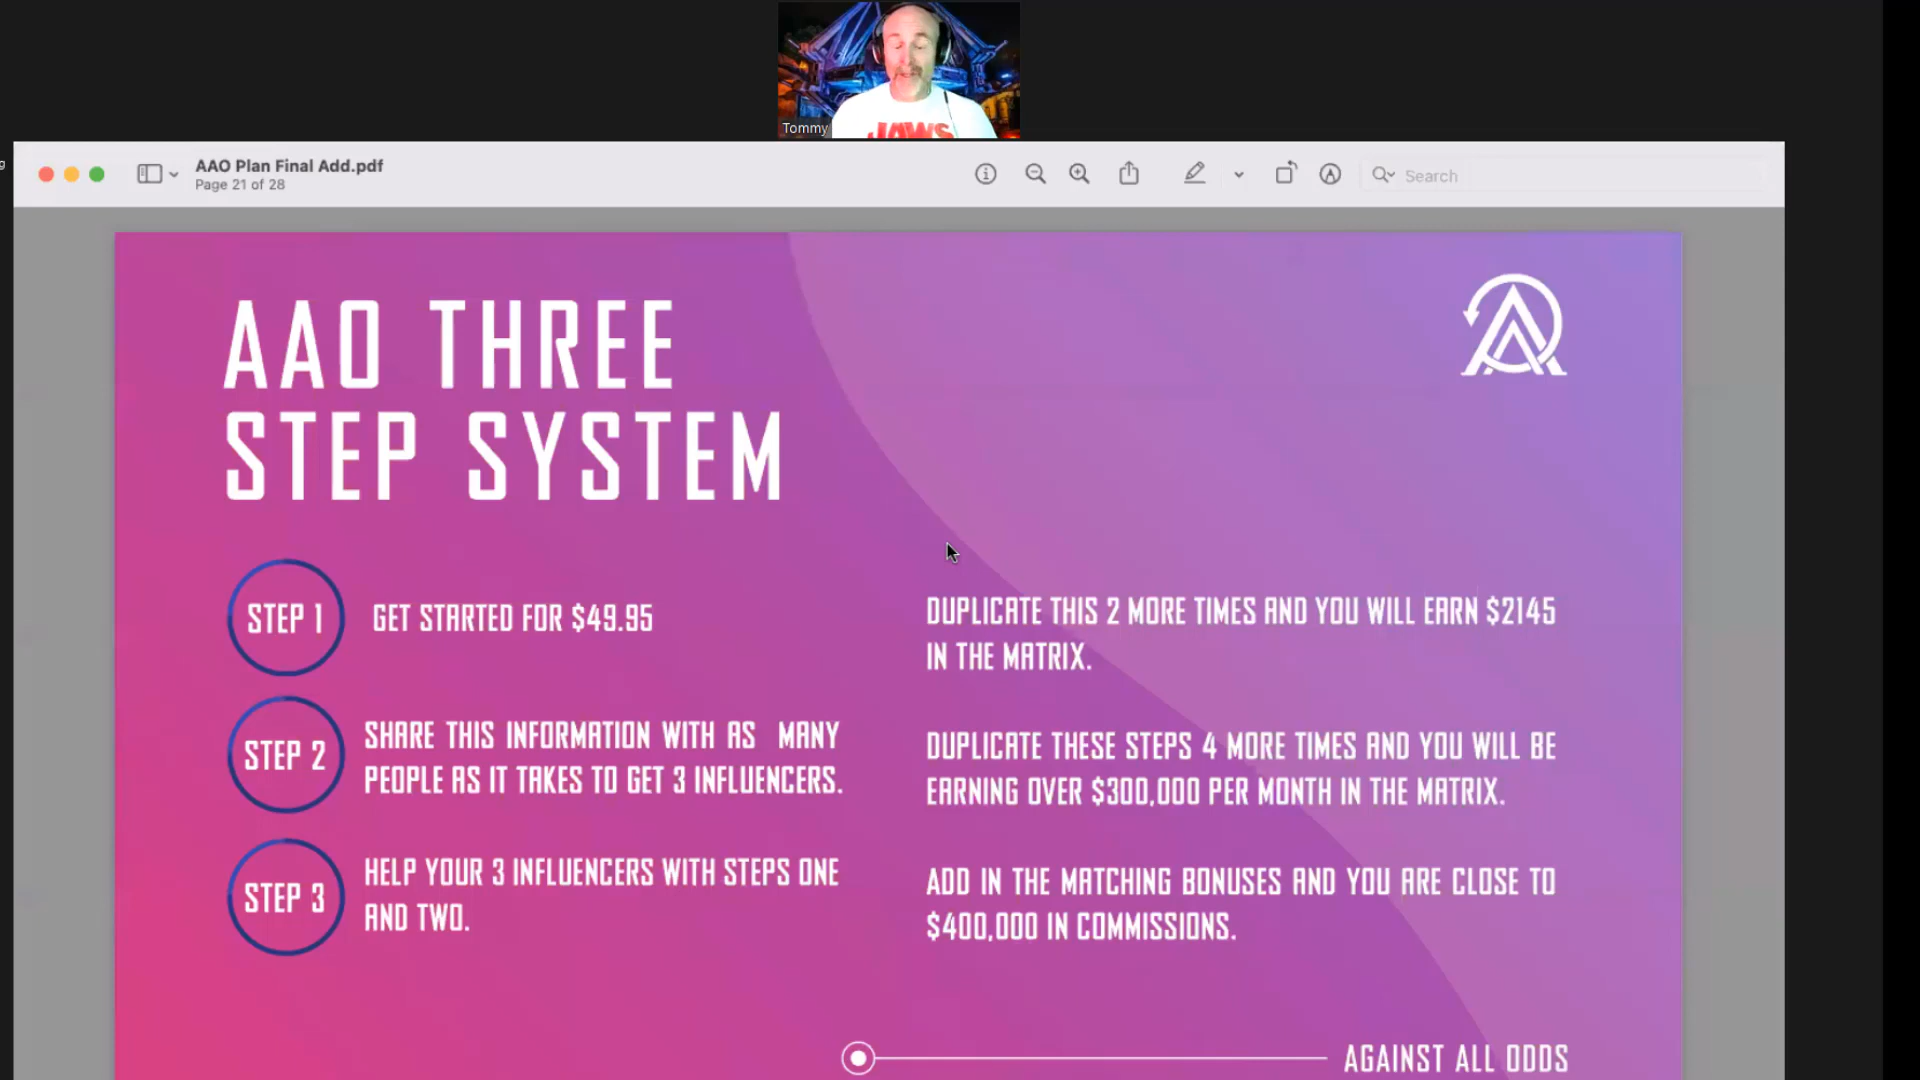 JAWS
Tommy
g
AAO Plan Final Add.pdf
Page 21 of 28
Search
AAO THREE
STEP SYSTEM
STEP 1
GET STARTED FOR $49.95
STEP 2
SHARE THIS INFORMATION WITH AS MANY
PEOPLE AS IT TAKES TO GET 3 INFLUENCERS.
STEP 3
HELP YOUR 3 INFLUENCERS WITH STEPS ONE
AND TWO.
DUPLICATE THIS 2 MORE TIMES AND YOU WILL EARN $2145
IN THE MATRIX.
DUPLICATE THESE STEPS 4 MORE TIMES AND YOU WILL BE
EARNING OVER $300,000 PER MONTH IN THE MATRIX.
ADD IN THE MATCHING BONUSES AND YOU ARE CLOSE TO
$400,000 IN COMMISSIONS.
AGAINST ALL ODDS